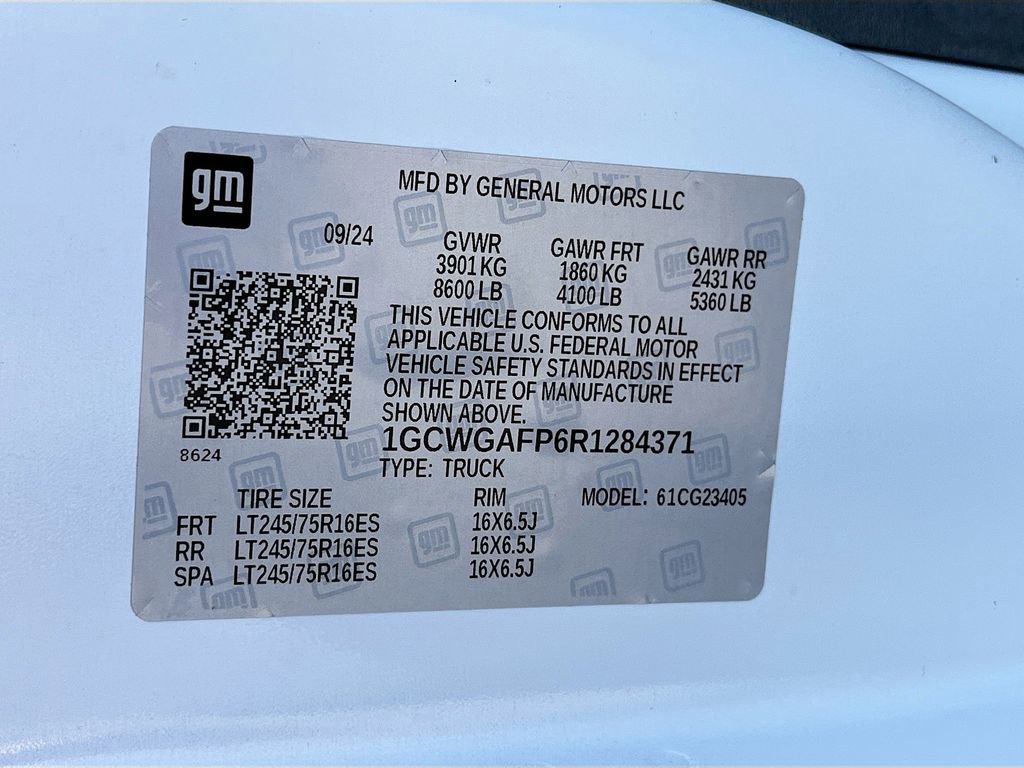 gm
MFD BY GENERAL MOTORS LLC
09/24
GVWR GAWR FRT GAWR RR
3901 KG 1860 KG 2431 KG
8600 LB 4100 LB 5360 LB
THIS VEHICLE CONFORMS TO ALL
APPLICABLE U.S. FEDERAL MOTOR
VEHICLE SAFETY STANDARDS IN EFFECT
ON THE DATE OF MANUFACTURE
SHOWN ABOVE.
1GCWGAFP6R1284371
8624
TYPE: TRUCK
TIRE SIZE RIM MODEL: 61CG23405
FRT LT245/75R16ES 16X6.5J
RR LT245/75R16ES 16X6.5J
SPA LT245/75R16ES 16X6.5J